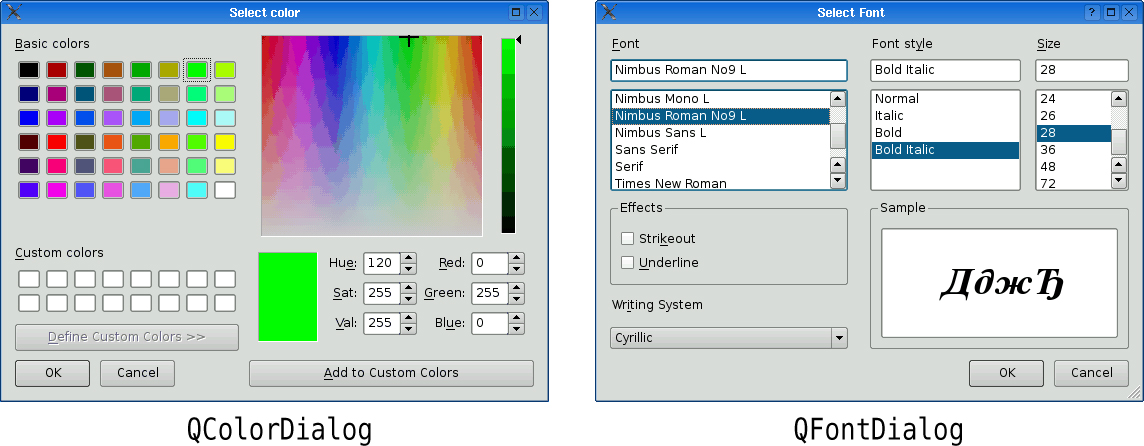 Select color
Basic colors
Custom colors
Define Custom Colors >>
OK
Cancel
Hue: 120
Red: 0
Sat: 255
Green: 255
Val: 255
Blue: 0
Add to Custom Colors
QColorDialog
Select Font
?
Font
Nimbus Roman No9 L
Nimbus Mono L
Nimbus Roman No9 L
Nimbus Sans L
Sans Serif
Serif
Times New Roman
Font style
Bold Italic
Normal
Italic
Bold
Bold Italic
Size
28
24
26
28
36
48
72
Effects
Strikeout
Underline
Writing System
Cyrillic
Sample
ДджЂ
OK
Cancel
QFontDialog